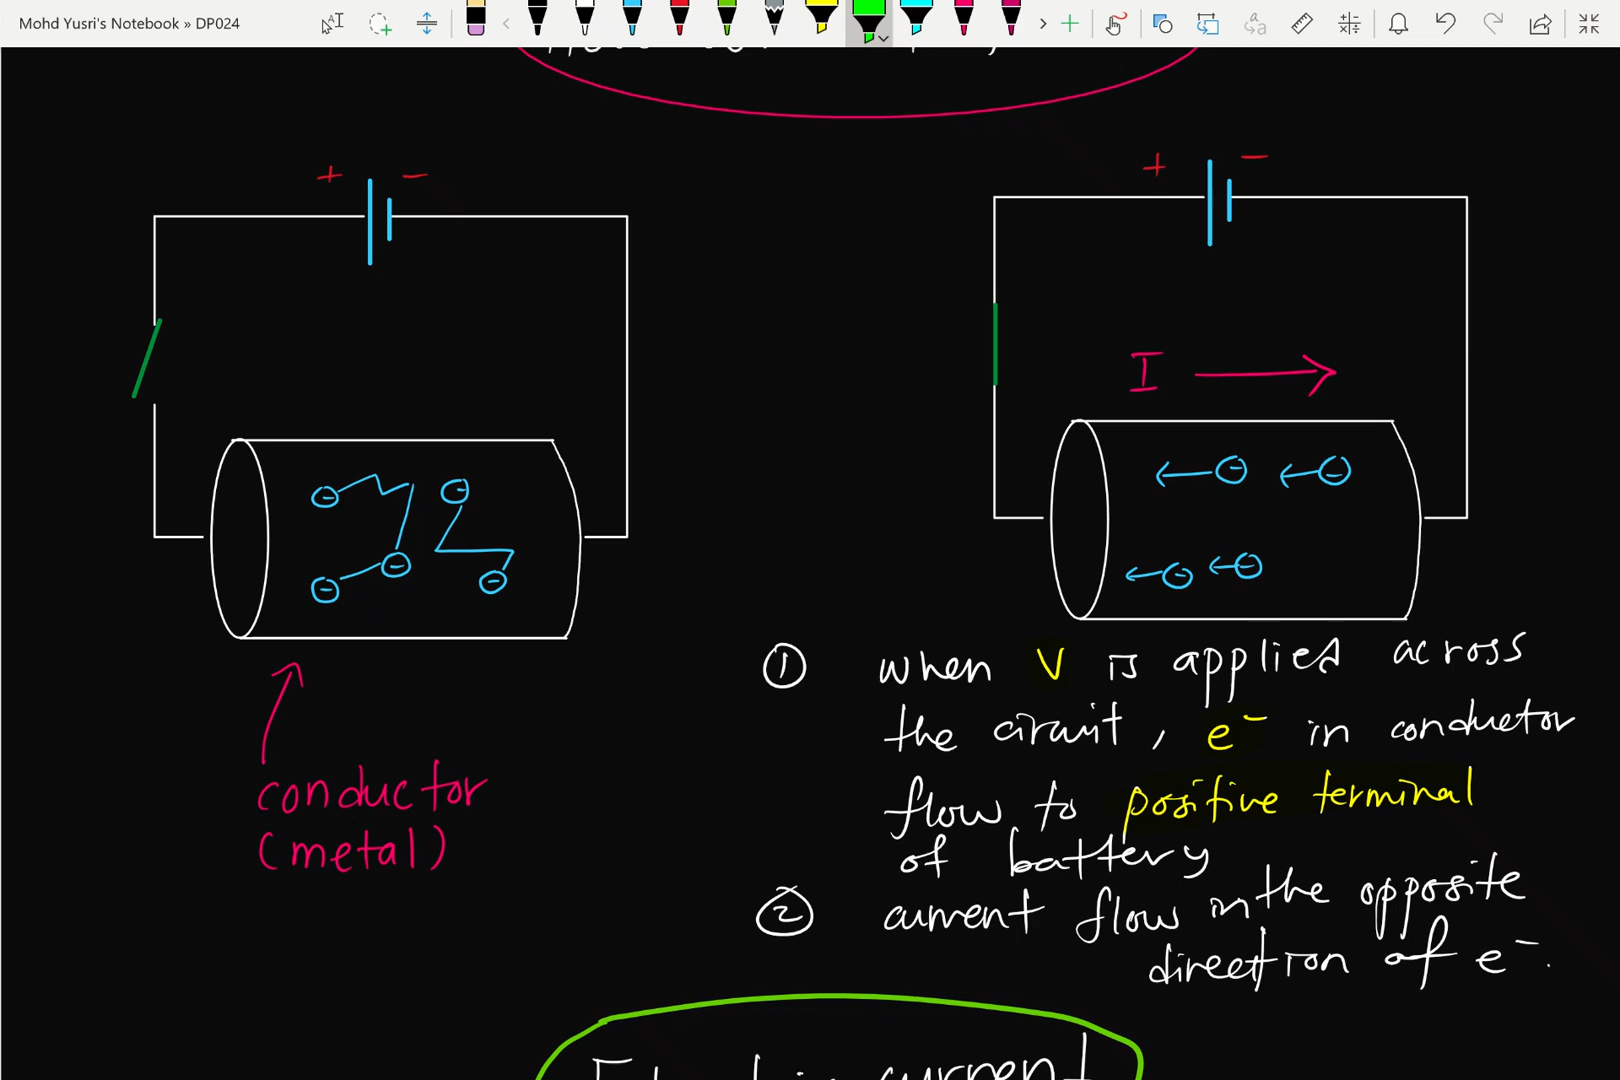 Mohd Yusri's Notebook » DP024
+ −
+ −
I
⊖ ⊖
⊖ ⊖ ⊖
⊖ ⊖
⊖ ⊖
conductor
(metal)
① when V is applied across
the circuit, e⁻ in conductor
flow to positive terminal
of battery
② current flow in the opposite
direction of e⁻.
current